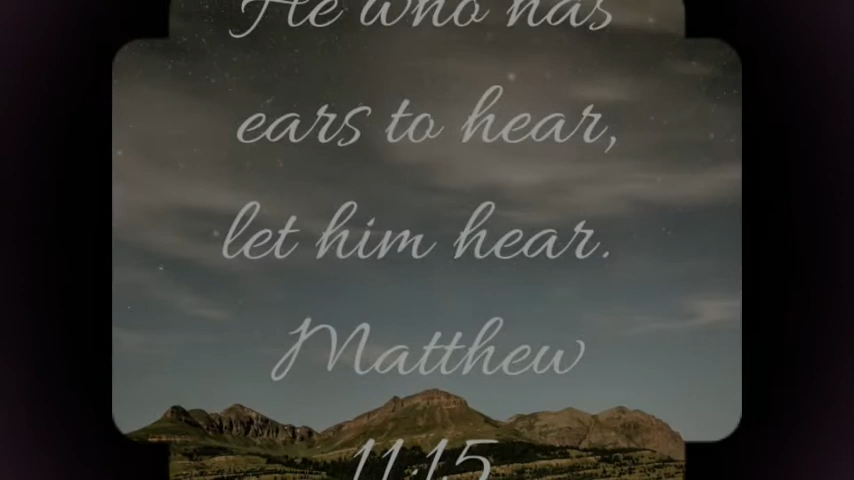 He who has
ears to hear,
let him hear.
Matthew
11:15